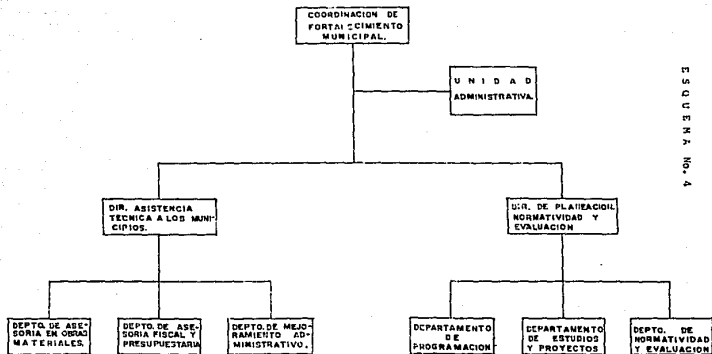 COORDINACION DE
FORTALECIMIENTO
MUNICIPAL.
UNIDAD
ADMINISTRATIVA.
ESQUEMA No. 4
DIR. ASISTENCIA
TECNICA A LOS MUNI-
CIPIOS.
DIR. DE PLANEACION,
NORMATIVIDAD Y
EVALUACION
DEPTO. DE ASE-
SORIA EN OBRAS
MATERIALES.
DEPTO. DE ASE-
SORIA FISCAL Y
PRESUPUESTARIA
DEPTO. DE MEJO-
RAMIENTO AD-
MINISTRATIVO.
DEPARTAMENTO
DE
PROGRAMACION
DEPARTAMENTO
DE ESTUDIOS
Y PROYECTOS
DEPTO. DE
NORMATIVIDAD
Y EVALUACION